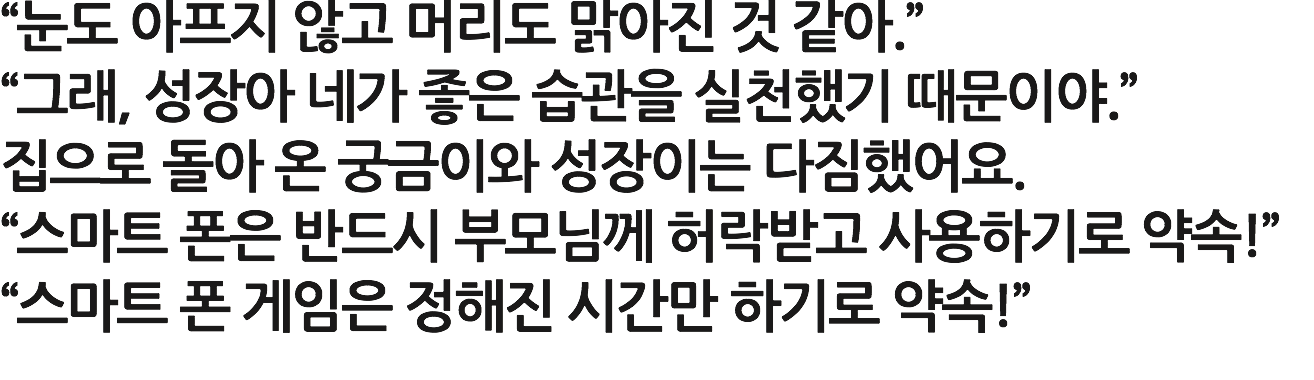 “눈도 아프지 않고 머리도 맑아진 것 같아.”
“그래, 성장아 네가 좋은 습관을 실천했기 때문이야.”
집으로 돌아 온 궁금이와 성장이는 다짐했어요.
“스마트 폰은 반드시 부모님께 허락받고 사용하기로 약속!”
“스마트 폰 게임은 정해진 시간만 하기로 약속!”